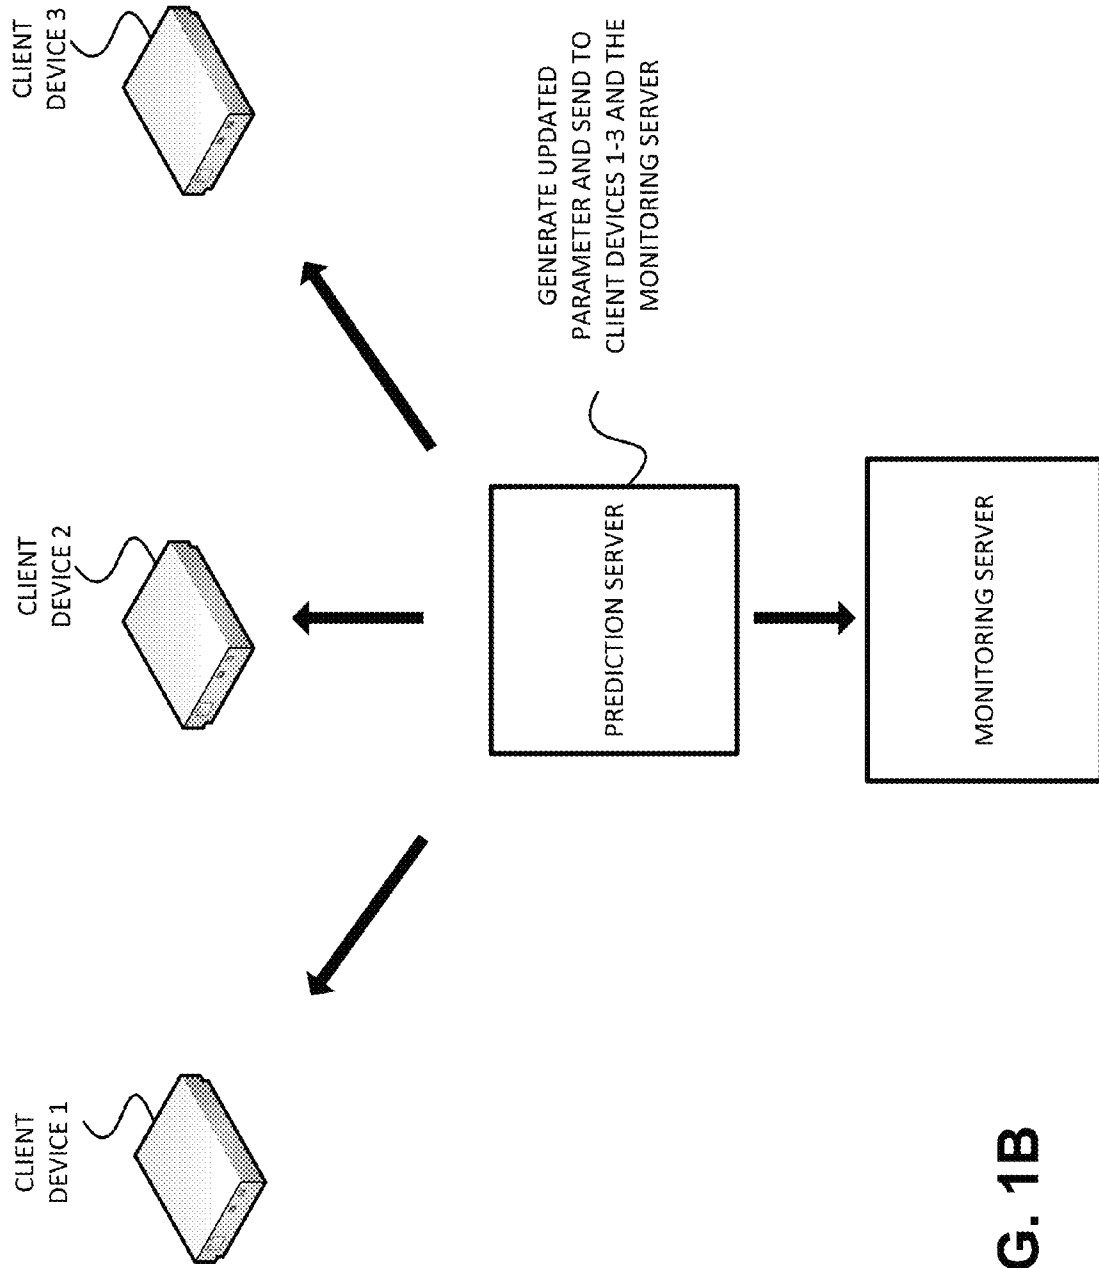 CLIENT
DEVICE 1
CLIENT
DEVICE 2
CLIENT
DEVICE 3
GENERATE UPDATED
PARAMETER AND SEND TO
CLIENT DEVICES 1-3 AND THE
MONITORING SERVER
PREDICTION SERVER
MONITORING SERVER
G. 1B